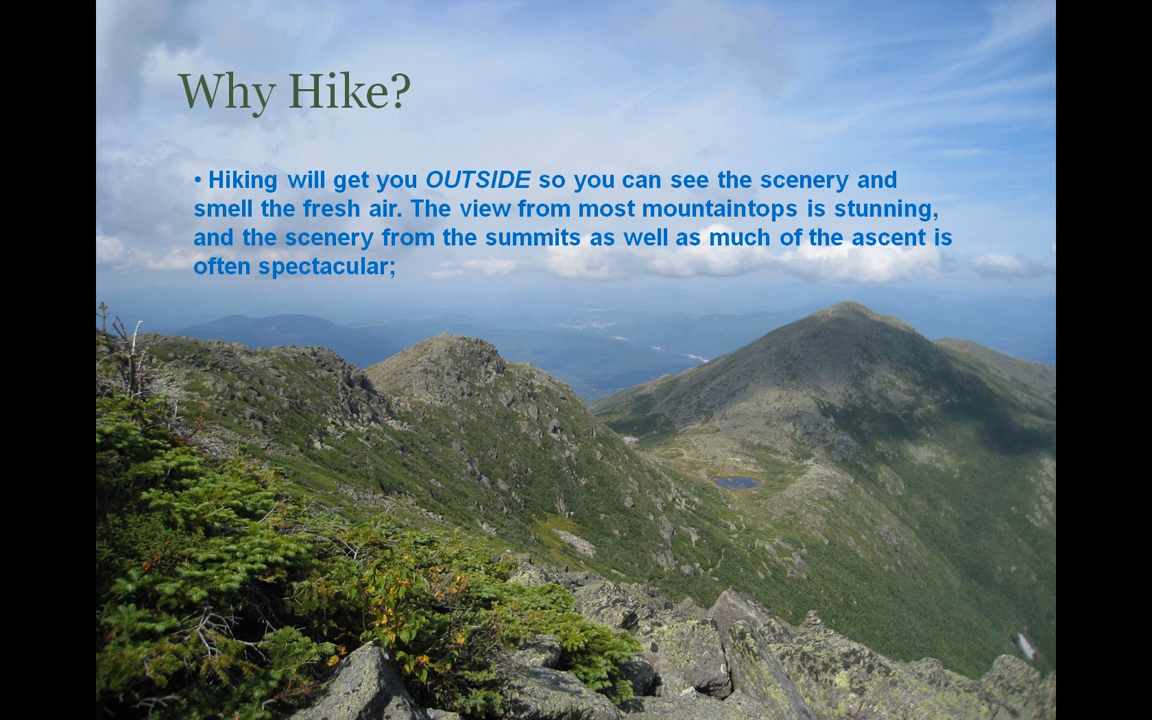 Why Hike?
• Hiking will get you OUTSIDE so you can see the scenery and
smell the fresh air. The view from most mountaintops is stunning,
and the scenery from the summits as well as much of the ascent is
often spectacular;